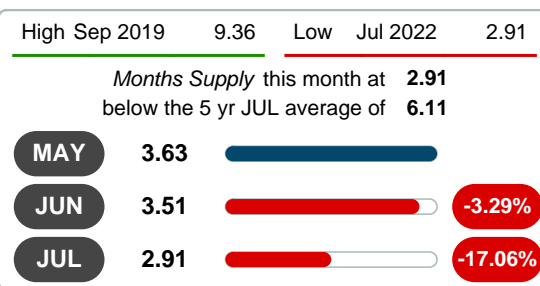 High Sep 2019 9.36 Low Jul 2022 2.91
Months Supply this month at 2.91
below the 5 yr JUL average of 6.11
MAY 3.63
JUN 3.51 -3.29%
JUL 2.91 -17.06%